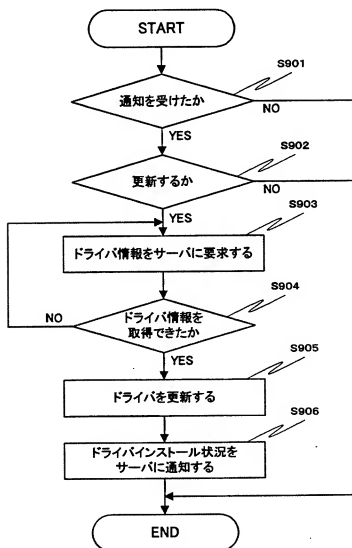 START
S901
通知を受けたか
NO
YES
S902
更新するか
NO
YES
S903
ドライバ情報をサーバに要求する
S904
ドライバ情報を
取得できたか
NO
YES
S905
ドライバを更新する
S906
ドライバインストール状況を
サーバに通知する
END